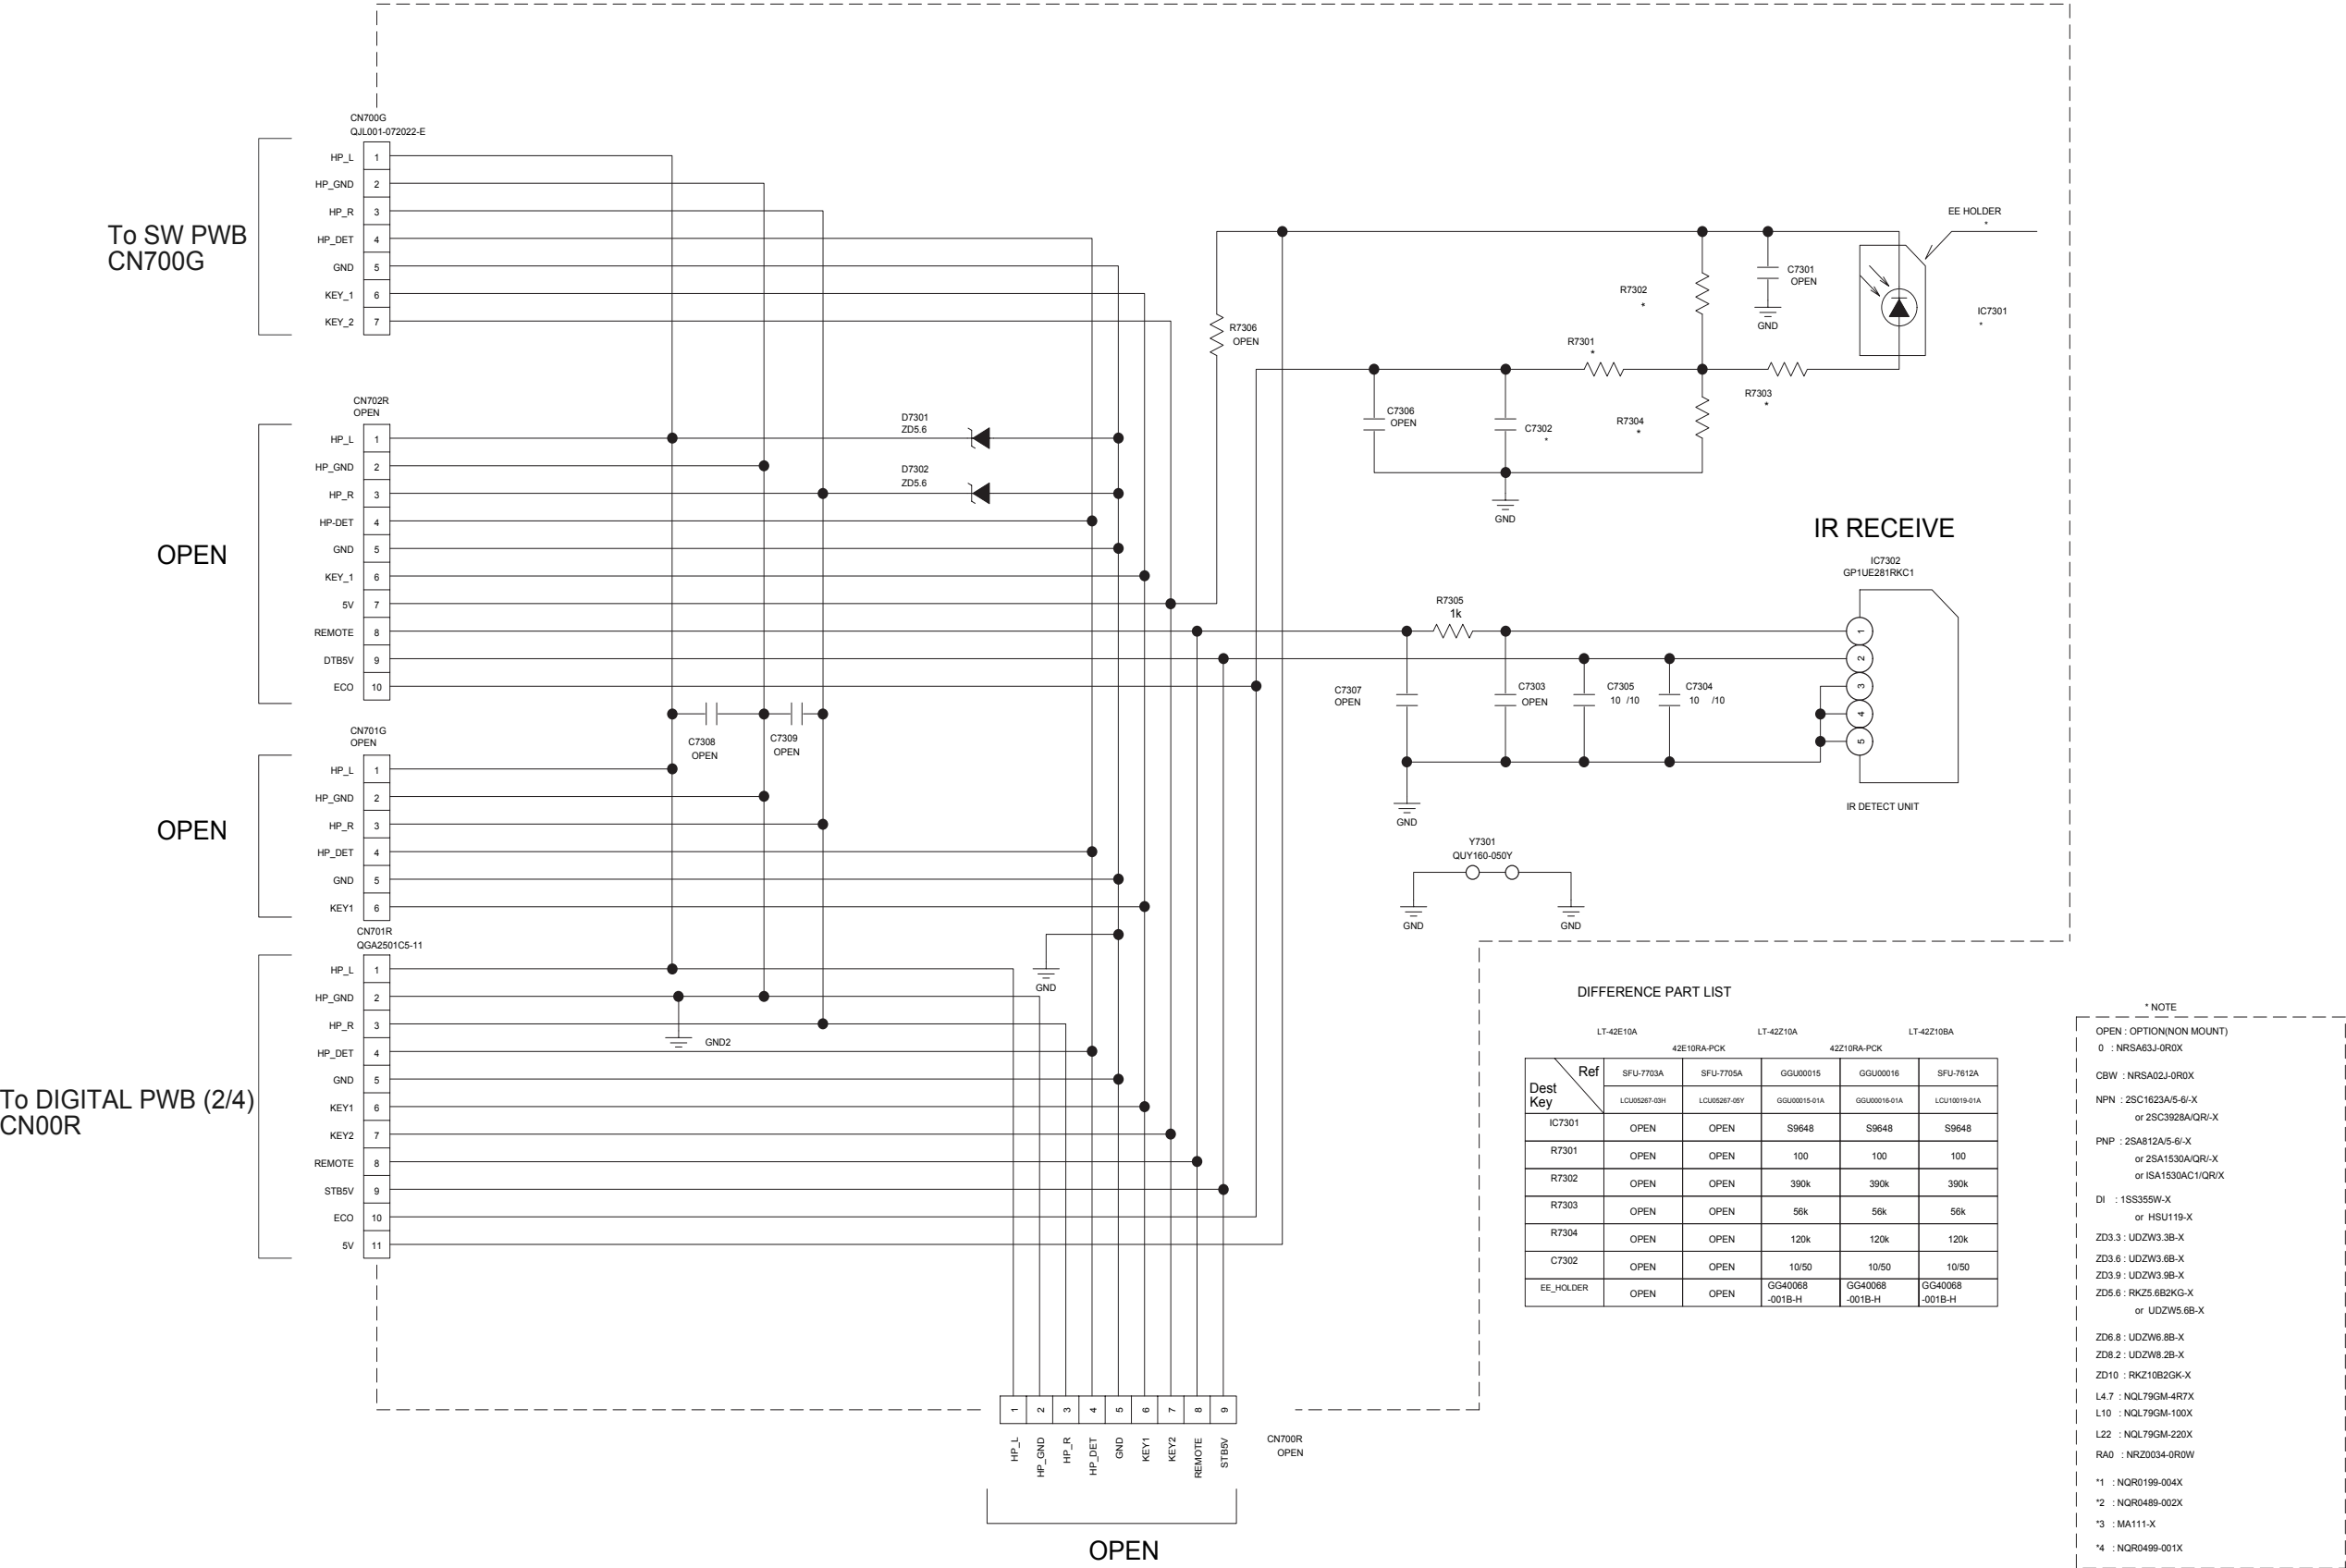 CN700G
QJL001-072022-E
To SW PWB
CN700G
HP_L 1
HP_GND 2
HP_R 3
HP_DET 4
GND 5
KEY_1 6
KEY_2 7
CN702R
OPEN
OPEN
HP_L 1
HP_GND 2
HP_R 3
HP-DET 4
GND 5
KEY_1 6
5V 7
REMOTE 8
DTB5V 9
ECO 10
D7301
ZD5.6
D7302
ZD5.6
C7308
OPEN
C7309
OPEN
CN701G
OPEN
OPEN
HP_L 1
HP_GND 2
HP_R 3
HP_DET 4
GND 5
KEY1 6
CN701R
QGA2501C5-11
To DIGITAL PWB (2/4)
CN00R
HP_L 1
HP_GND 2
HP_R 3
HP_DET 4
GND 5
KEY1 6
KEY2 7
REMOTE 8
STB5V 9
ECO 10
5V 11
GND2
GND
R7306
OPEN
EE HOLDER
*
C7301
OPEN
GND
R7302
*
IC7301
*
R7301
*
R7303
*
C7306
OPEN
C7302
*
R7304
*
GND
IR RECEIVE
IC7302
GP1UE281RKC1
R7305
1k
1
2
3
4
5
C7307
OPEN
C7303
OPEN
C7305
10 /10
C7304
10 /10
GND
IR DETECT UNIT
Y7301
QUY160-050Y
GND
GND
DIFFERENCE PART LIST
LT-42E10A LT-42Z10A LT-42Z10BA
42E10RA-PCK 42Z10RA-PCK
Ref SFU-7703A SFU-7705A GGU00015 GGU00016 SFU-7612A
Dest
Key LCU05267-03H LCU05267-05Y GGU00015-01A GGU00016-01A LCU10019-01A
IC7301 OPEN OPEN S9648 S9648 S9648
R7301 OPEN OPEN 100 100 100
R7302 OPEN OPEN 390k 390k 390k
R7303 OPEN OPEN 56k 56k 56k
R7304 OPEN OPEN 120k 120k 120k
C7302 OPEN OPEN 10/50 10/50 10/50
EE_HOLDER OPEN OPEN GG40068 GG40068 GG40068
-001B-H -001B-H -001B-H
* NOTE
OPEN : OPTION(NON MOUNT)
0 : NRSA63J-0R0X
CBW : NRSA02J-0R0X
NPN : 2SC1623A/5-6/-X
or 2SC3928A/QR/-X
PNP : 2SA812A/5-6/-X
or 2SA1530A/QR/-X
or ISA1530AC1/QR/X
DI : 1SS355W-X
or HSU119-X
ZD3.3 : UDZW3.3B-X
ZD3.6 : UDZW3.6B-X
ZD3.9 : UDZW3.9B-X
ZD5.6 : RKZ5.6B2KG-X
or UDZW5.6B-X
ZD6.8 : UDZW6.8B-X
ZD8.2 : UDZW8.2B-X
ZD10 : RKZ10B2GK-X
L4.7 : NQL79GM-4R7X
L10 : NQL79GM-100X
L22 : NQL79GM-220X
RA0 : NRZ0034-0R0W
*1 : NQR0199-004X
*2 : NQR0489-002X
*3 : MA111-X
*4 : NQR0499-001X
1 2 3 4 5 6 7 8 9
HP_L
HP_GND
HP_R
HP_DET
GND
KEY1
KEY2
REMOTE
STB5V
CN700R
OPEN
OPEN